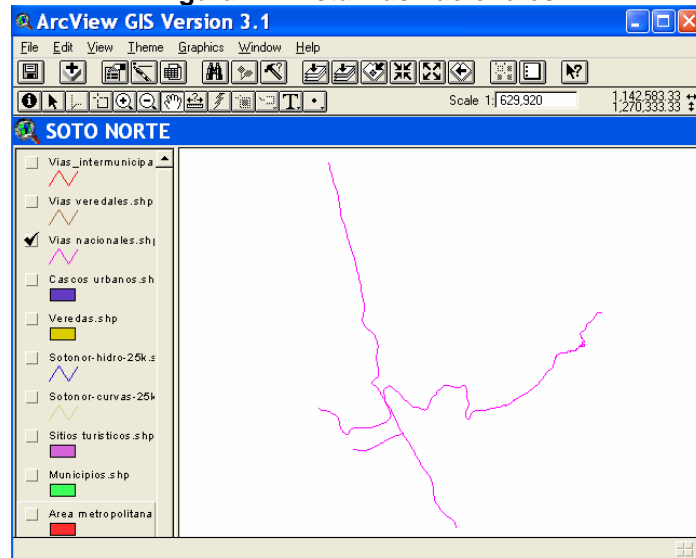 ArcView GIS Version 3.1
File Edit View Theme Graphics Window Help
Scale 1: 629,920
1,142,583.33
1,270,333.33
SOTO NORTE
Vias_intermunicipa
Vias veredales.shp
Vias nacionales.shp
Cascos urbanos.sh
Veredas.shp
Sotonor-hidro-25k.s
Sotonor-curvas-25k
Sitios turisticos.shp
Municipios.shp
Area metropolitana